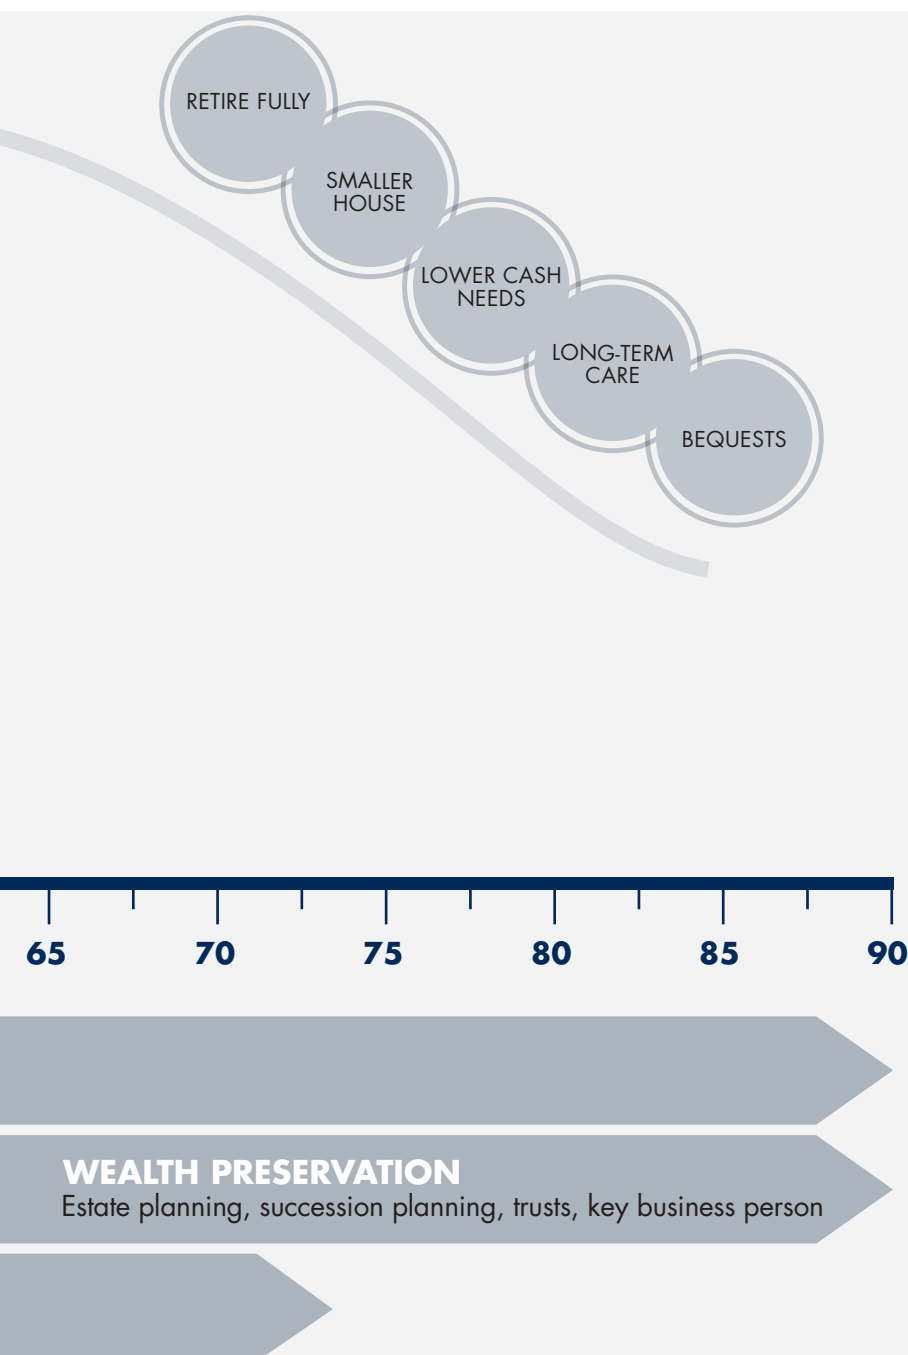 RETIRE FULLY
SMALLER
HOUSE
LOWER CASH
NEEDS
LONG-TERM
CARE
BEQUESTS
65 70 75 80 85 90
WEALTH PRESERVATION
Estate planning, succession planning, trusts, key business person